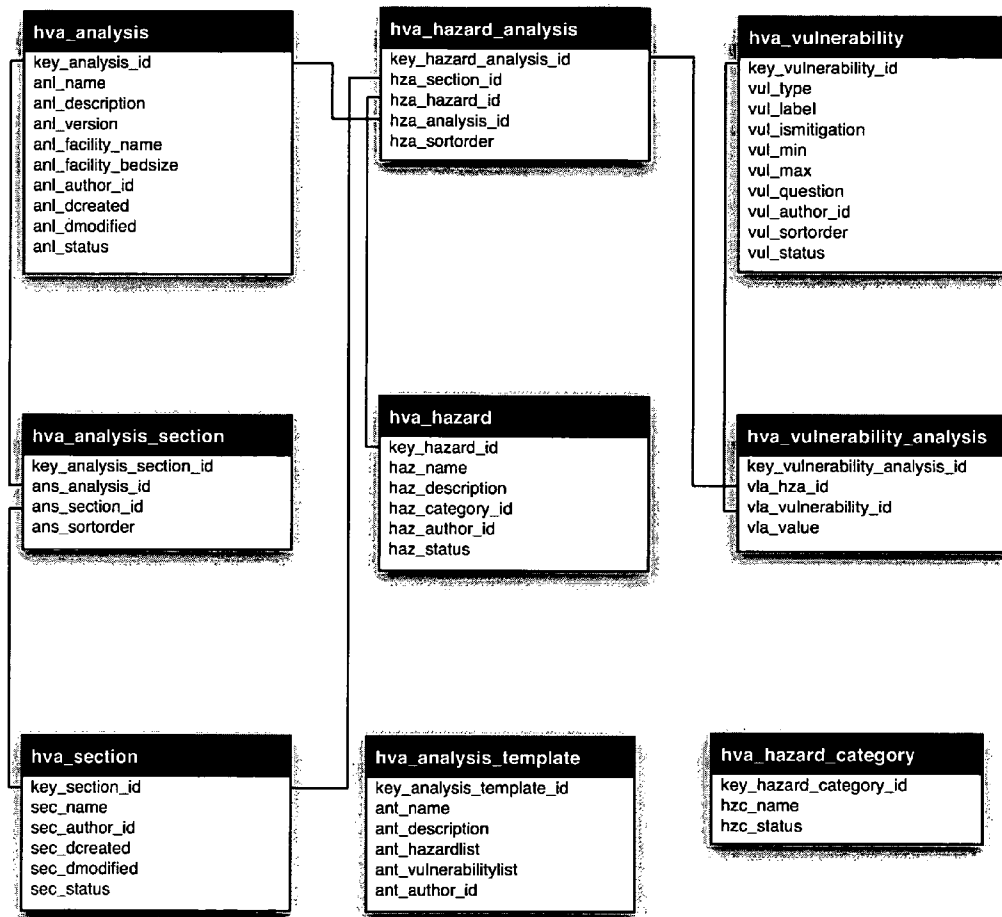 hva_analysis
key_analysis_id
anl_name
anl_description
anl_version
anl_facility_name
anl_facility_bedsize
anl_author_id
anl_dcreated
anl_dmodified
anl_status
hva_hazard_analysis
key_hazard_analysis_id
hza_section_id
hza_hazard_id
hza_analysis_id
hza_sortorder
hva_vulnerability
key_vulnerability_id
vul_type
vul_label
vul_ismitigation
vul_min
vul_max
vul_question
vul_author_id
vul_sortorder
vul_status
hva_analysis_section
key_analysis_section_id
ans_analysis_id
ans_section_id
ans_sortorder
hva_hazard
key_hazard_id
haz_name
haz_description
haz_category_id
haz_author_id
haz_status
hva_vulnerability_analysis
key_vulnerability_analysis_id
vla_hza_id
vla_vulnerability_id
vla_value
hva_section
key_section_id
sec_name
sec_author_id
sec_dcreated
sec_dmodified
sec_status
hva_analysis_template
key_analysis_template_id
ant_name
ant_description
ant_hazardlist
ant_vulnerabilitylist
ant_author_id
hva_hazard_category
key_hazard_category_id
hzc_name
hzc_status